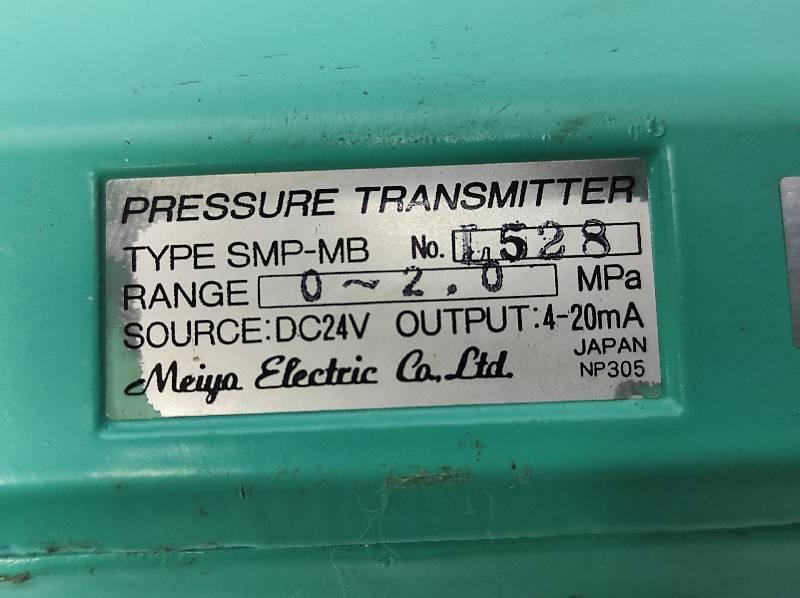 PRESSURE TRANSMITTER
TYPE SMP-MB No. L528
RANGE 0~2.0 MPa
SOURCE:DC24V OUTPUT:4-20mA
Meiyo Electric Co., Ltd.
JAPAN
NP305